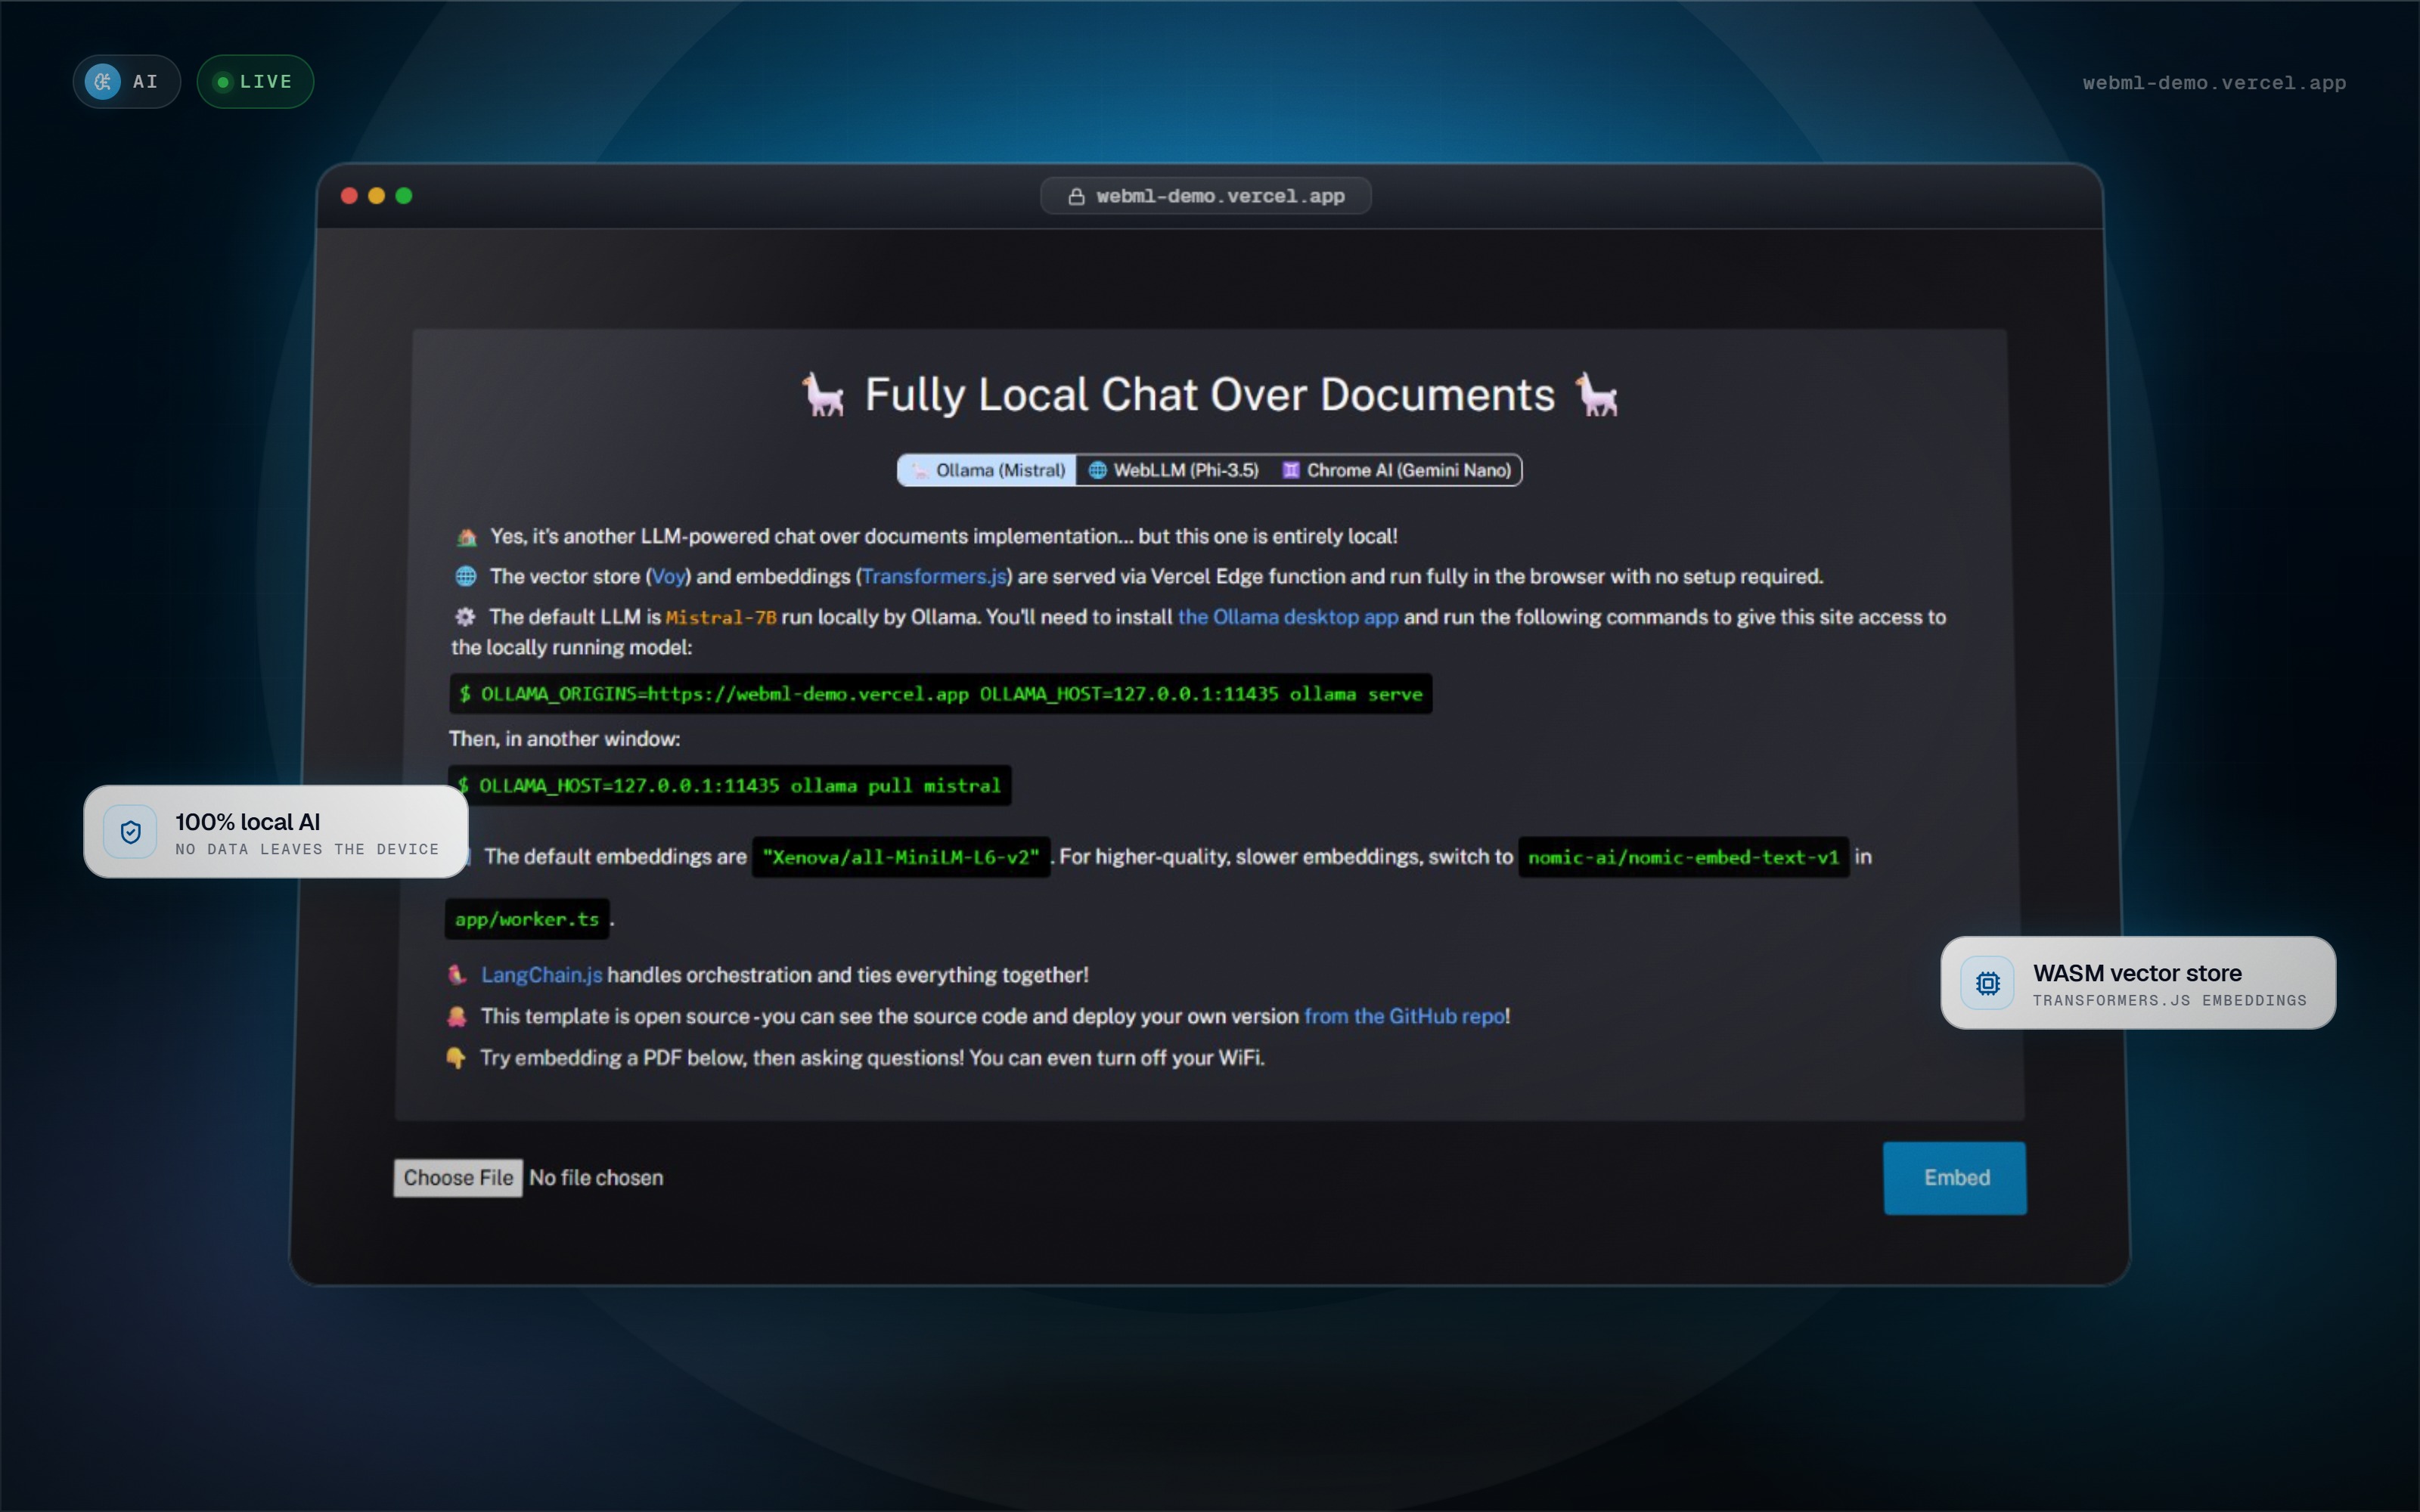 AI
LIVE
webml-demo.vercel.app
webml-demo.vercel.app
Fully Local Chat Over Documents
Ollama (Mistral) WebLLM (Phi-3.5) Chrome AI (Gemini Nano)
Yes, it's another LLM-powered chat over documents implementation... but this one is entirely local!
The vector store (Voy) and embeddings (Transformers.js) are served via Vercel Edge function and run fully in the browser with no setup required.
The default LLM is Mistral-7B run locally by Ollama. You'll need to install the Ollama desktop app and run the following commands to give this site access to
the locally running model:
$ OLLAMA_ORIGINS=https://webml-demo.vercel.app OLLAMA_HOST=127.0.0.1:11435 ollama serve
Then, in another window:
$ OLLAMA_HOST=127.0.0.1:11435 ollama pull mistral
100% local AI
NO DATA LEAVES THE DEVICE
The default embeddings are "Xenova/all-MiniLM-L6-v2" . For higher-quality, slower embeddings, switch to nomic-ai/nomic-embed-text-v1 in
app/worker.ts .
LangChain.js handles orchestration and ties everything together!
WASM vector store
TRANSFORMERS.JS EMBEDDINGS
This template is open source - you can see the source code and deploy your own version from the GitHub repo!
Try embedding a PDF below, then asking questions! You can even turn off your WiFi.
Choose File No file chosen
Embed